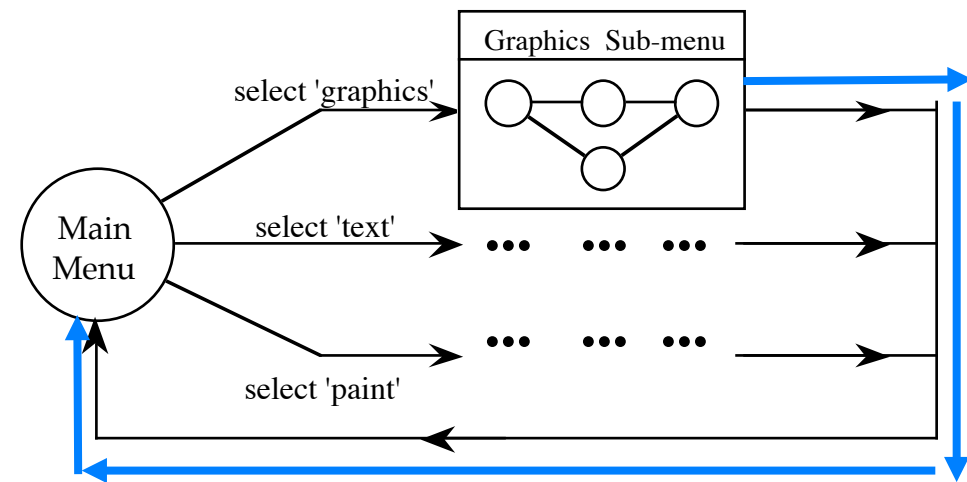 Graphics Sub-menu
select 'graphics'
Main
Menu
select 'text'
select 'paint'